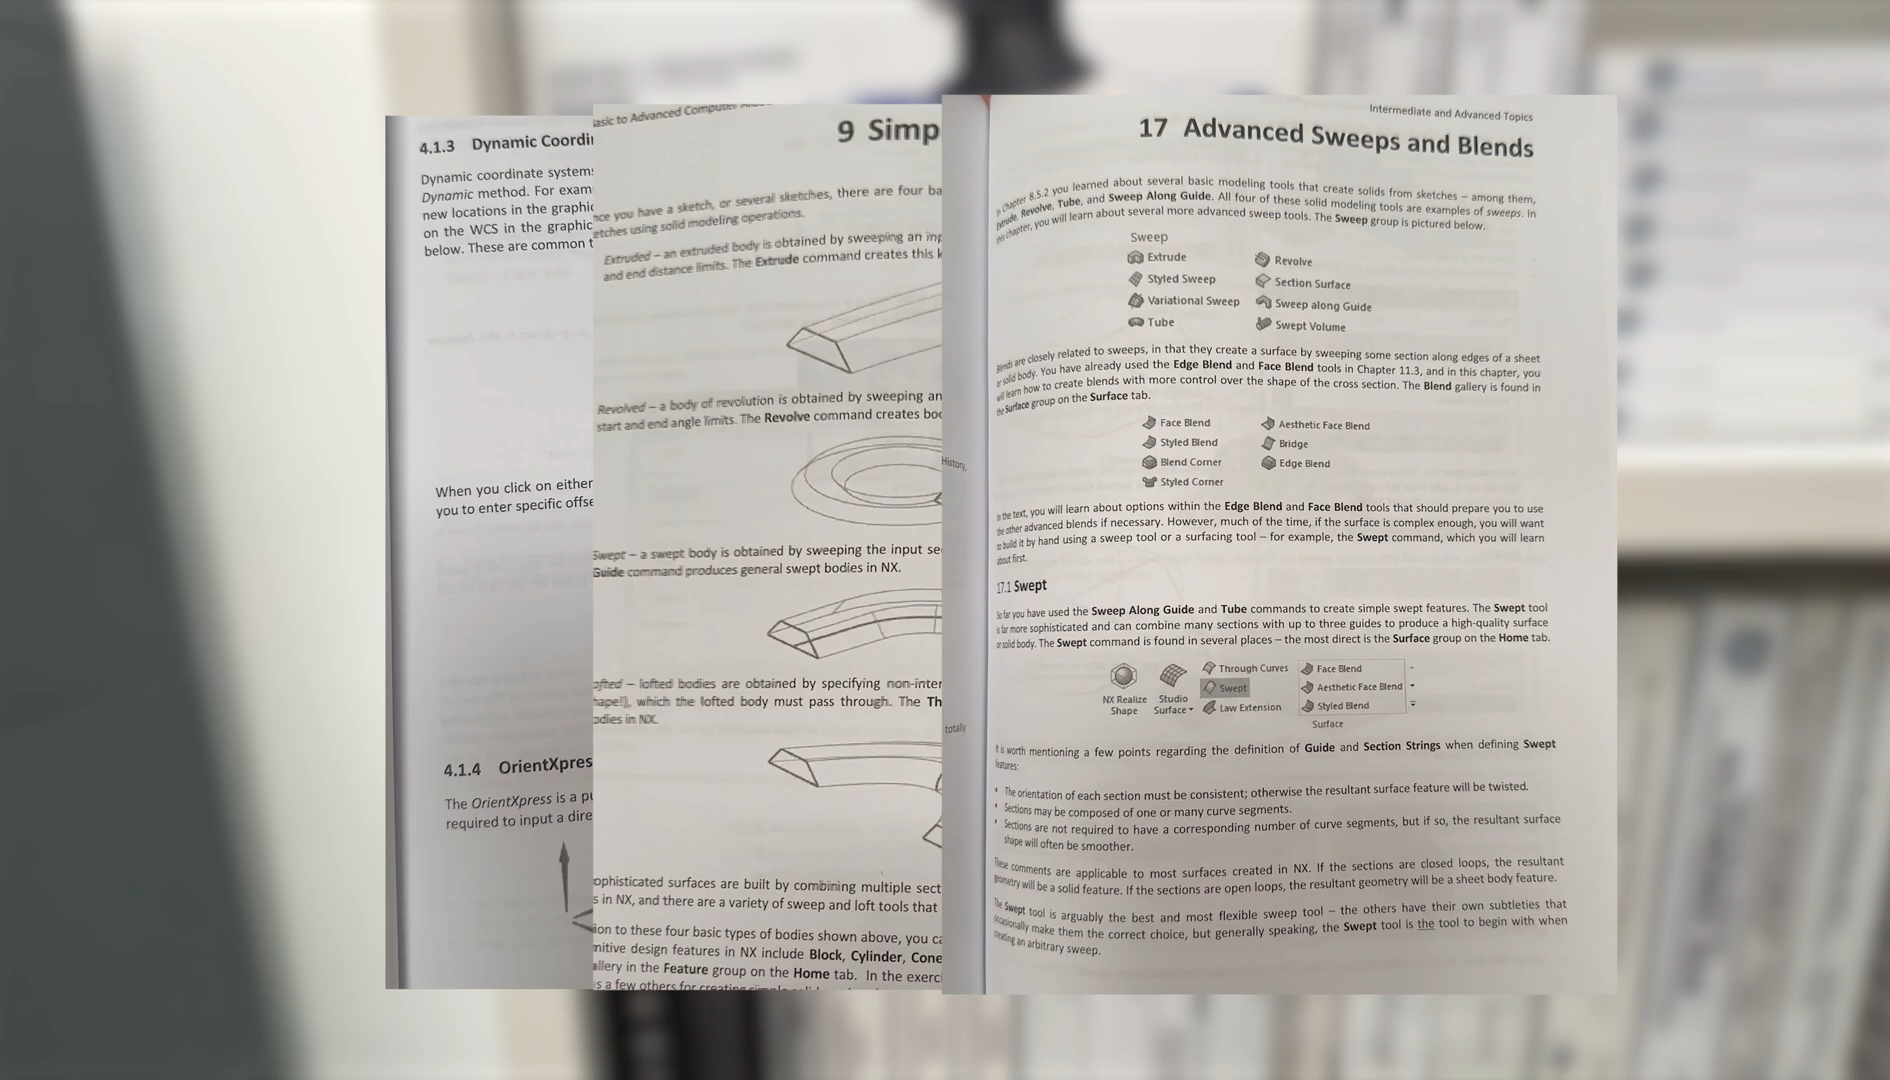 4.1.3 Dynamic Coordi
Dynamic coordinate system
Dynamic method. For exam
new locations in the graphic
on the WCS in the graphic
below. These are common t
When you click on either
you to enter specific offse
4.1.4 OrientXpres
The OrientXpress is a pu
required to input a dire
asic to Advanced Computer
9 Simp
nce you have a sketch, or several sketches, there are four ba
etches using solid modeling operations.
Extruded – an extruded body is obtained by sweeping an inp
and end distance limits. The Extrude command creates this k
Revolved – a body of revolution is obtained by sweeping an
start and end angle limits. The Revolve command creates boo
Swept – a swept body is obtained by sweeping the input se
Guide command produces general swept bodies in NX.
ofted – lofted bodies are obtained by specifying non-inter
hape!), which the lofted body must pass through. The Th
odies in NX.
ophisticated surfaces are built by combining multiple sect
s in NX, and there are a variety of sweep and loft tools that
ion to these four basic types of bodies shown above, you ca
mitive design features in NX include Block, Cylinder, Cone
allery in the Feature group on the Home tab. In the exerci
s a few others for creating
History,
totally
Intermediate and Advanced Topics
17 Advanced Sweeps and Blends
In Chapter 8.5.2 you learned about several basic modeling tools that create solids from sketches – among them,
Extrude, Revolve, Tube, and Sweep Along Guide. All four of these solid modeling tools are examples of sweeps. In
this chapter, you will learn about several more advanced sweep tools. The Sweep group is pictured below.
Sweep
Extrude Revolve
Styled Sweep Section Surface
Variational Sweep Sweep along Guide
Tube Swept Volume
Blends are closely related to sweeps, in that they create a surface by sweeping some section along edges of a sheet
or solid body. You have already used the Edge Blend and Face Blend tools in Chapter 11.3, and in this chapter, you
will learn how to create blends with more control over the shape of the cross section. The Blend gallery is found in
the Surface group on the Surface tab.
Face Blend Aesthetic Face Blend
Styled Blend Bridge
Blend Corner Edge Blend
Styled Corner
In the text, you will learn about options within the Edge Blend and Face Blend tools that should prepare you to use
the other advanced blends if necessary. However, much of the time, if the surface is complex enough, you will want
to build it by hand using a sweep tool or a surfacing tool – for example, the Swept command, which you will learn
about first.
17.1 Swept
So far you have used the Sweep Along Guide and Tube commands to create simple swept features. The Swept tool
is far more sophisticated and can combine many sections with up to three guides to produce a high-quality surface
or solid body. The Swept command is found in several places – the most direct is the Surface group on the Home tab.
Through Curves Face Blend
NX Realize Shape Studio Surface Swept Aesthetic Face Blend
Law Extension Styled Blend
Surface
It is worth mentioning a few points regarding the definition of Guide and Section Strings when defining Swept
features:
• The orientation of each section must be consistent; otherwise the resultant surface feature will be twisted.
• Sections may be composed of one or many curve segments.
• Sections are not required to have a corresponding number of curve segments, but if so, the resultant surface
shape will often be smoother.
These comments are applicable to most surfaces created in NX. If the sections are closed loops, the resultant
geometry will be a solid feature. If the sections are open loops, the resultant geometry will be a sheet body feature.
The Swept tool is arguably the best and most flexible sweep tool – the others have their own subtleties that
occasionally make them the correct choice, but generally speaking, the Swept tool is the tool to begin with when
creating an arbitrary sweep.